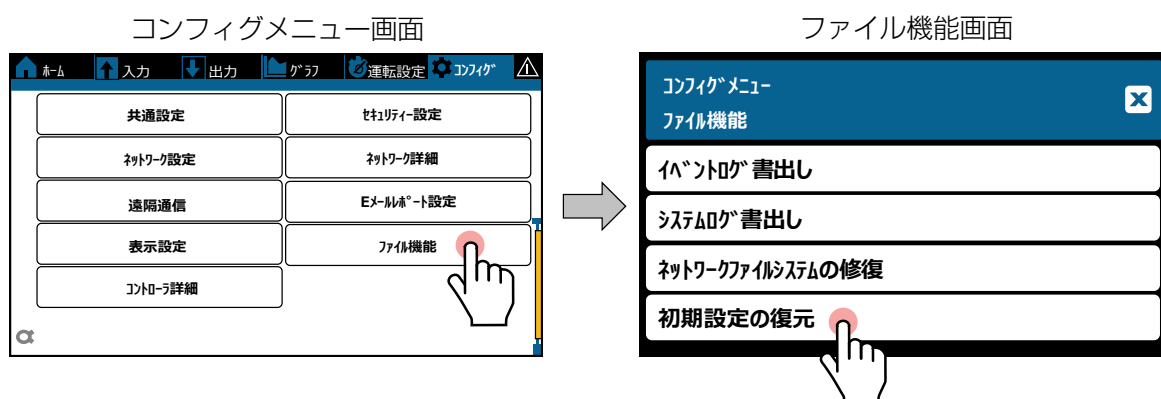 コンフィグメニュー画面
ファイル機能画面
ﾎｰﾑ 入力 出力 ｸﾞﾗﾌ 運転設定 ｺﾝﾌｨｸﾞ
共通設定 ｾｷｭﾘﾃｨｰ設定
ﾈｯﾄﾜｰｸ設定 ﾈｯﾄﾜｰｸ詳細
遠隔通信 Eﾒｰﾙﾚﾎﾟｰﾄ設定
表示設定 ﾌｧｲﾙ機能
ｺﾝﾄﾛｰﾗ詳細
α
ｺﾝﾌｨｸﾞﾒﾆｭｰ
ﾌｧｲﾙ機能
X
ｲﾍﾞﾝﾄﾛｸﾞ書出し
ｼｽﾃﾑﾛｸﾞ書出し
ﾈｯﾄﾜｰｸﾌｧｲﾙｼｽﾃﾑの修復
初期設定の復元